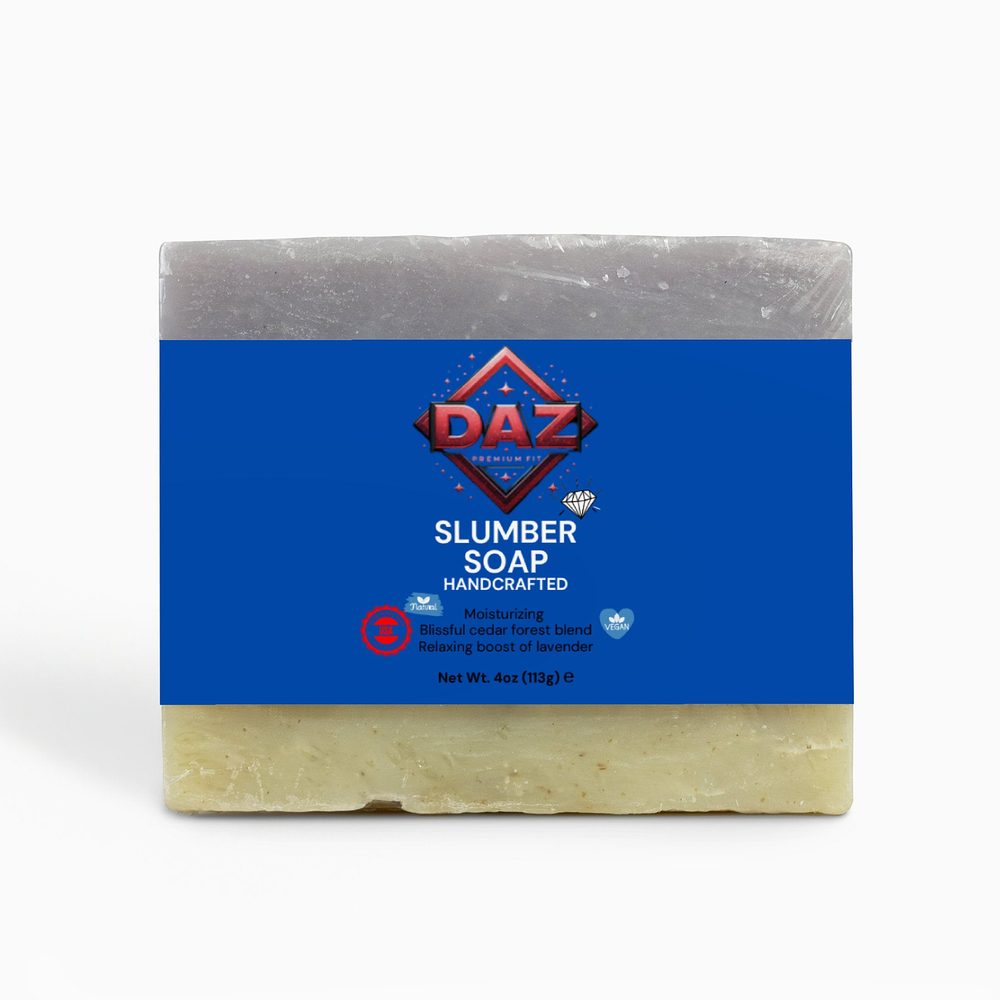 DAZ
PREMIUM FIT
SLUMBER
SOAP
HANDCRAFTED
Natural
Moisturizing
Blissful cedar forest blend
VEGAN
Relaxing boost of lavender
Net Wt. 4oz (113g) ℮